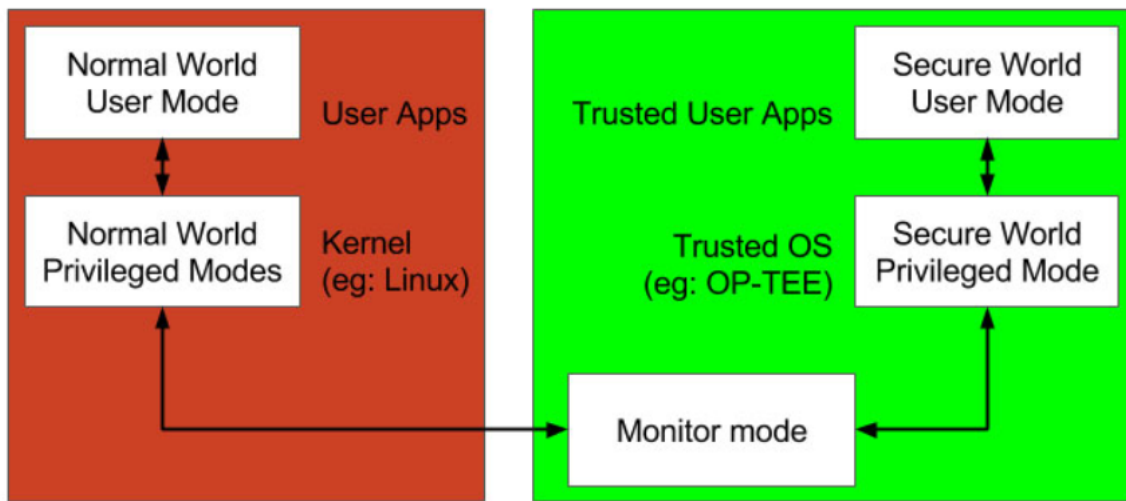 Normal World
User Mode
User Apps
Normal World
Privileged Modes
Kernel
(eg: Linux)
Trusted User Apps
Secure World
User Mode
Trusted OS
(eg: OP-TEE)
Secure World
Privileged Mode
Monitor mode